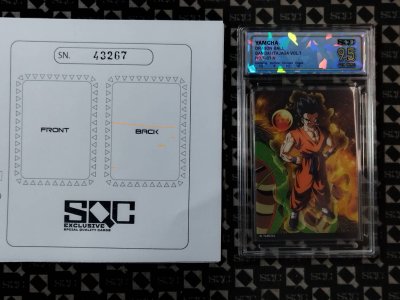 SN. 43267
FRONT
BACK
SQC
EXCLUSIVE
SPECIAL QUALITY CARDS
YAMCHA
DRAGON BALL
9.5